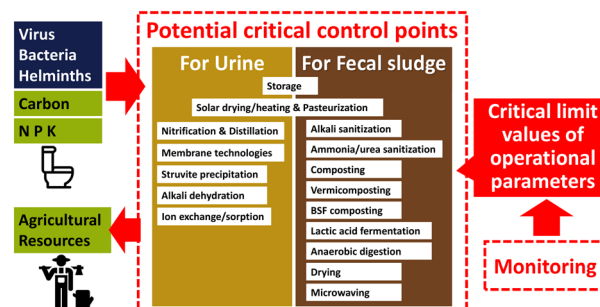 Virus
Bacteria
Helminths
Carbon
N P K
Agricultural
Resources
Potential critical control points
For Urine
For Fecal sludge
Storage
Solar drying/heating & Pasteurization
Nitrification & Distillation
Membrane technologies
Struvite precipitation
Alkali dehydration
Ion exchange/sorption
Alkali sanitization
Ammonia/urea sanitization
Composting
Vermicomposting
BSF composting
Lactic acid fermentation
Anaerobic digestion
Drying
Microwaving
Critical limit
values of
operational
parameters
Monitoring